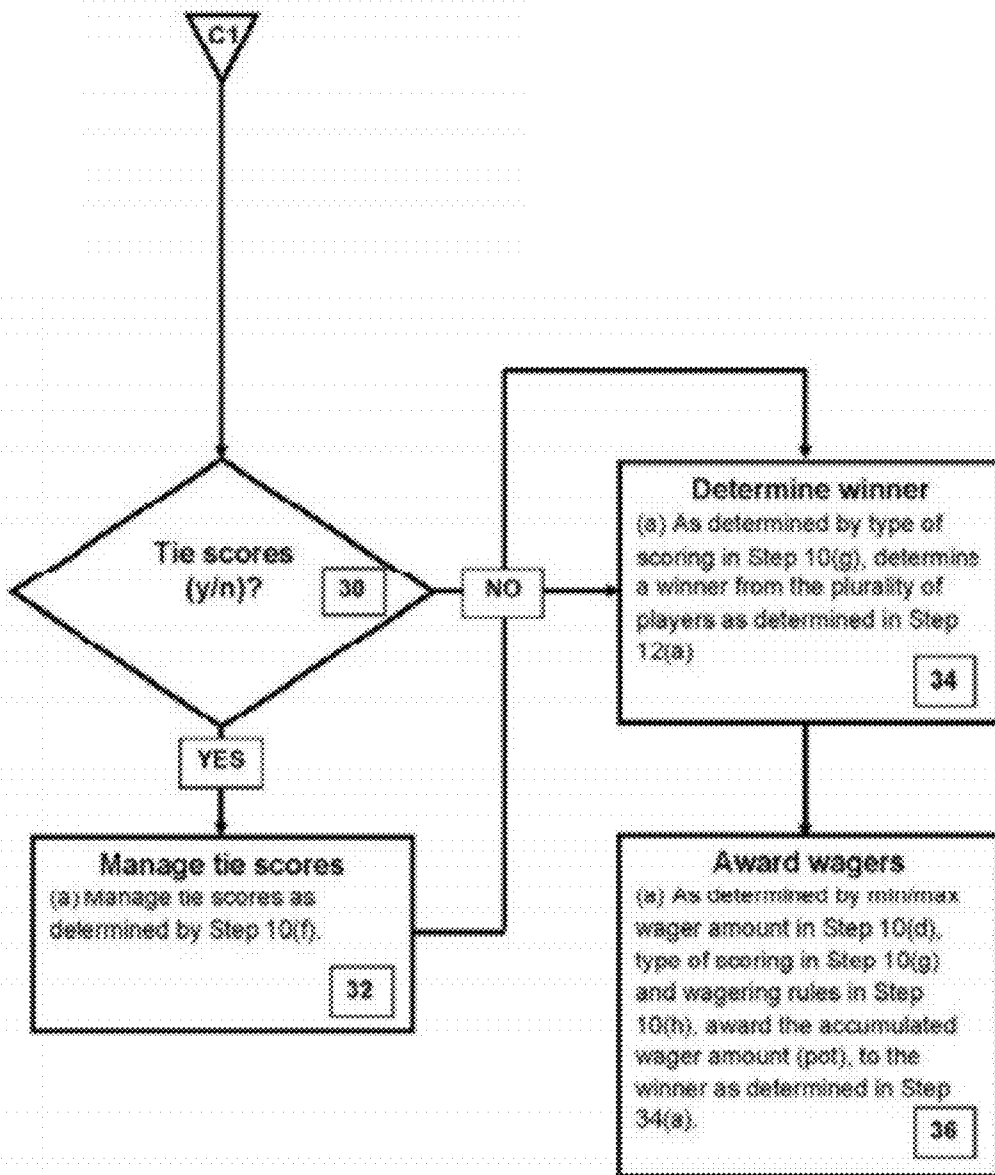 C1
Tie scores
(y/n)?
30
NO
YES
Determine winner
(a) As determined by type of
scoring in Step 10(g), determine
a winner from the plurality of
players as determined in Step
12(a)
34
Manage tie scores
(a) Manage tie scores as
determined by Step 10(f).
32
Award wagers
(a) As determined by min/max
wager amount in Step 10(d),
type of scoring in Step 10(g)
and wagering rules in Step
10(h), award the accumulated
wager amount (pot), to the
winner as determined in Step
34(a).
36